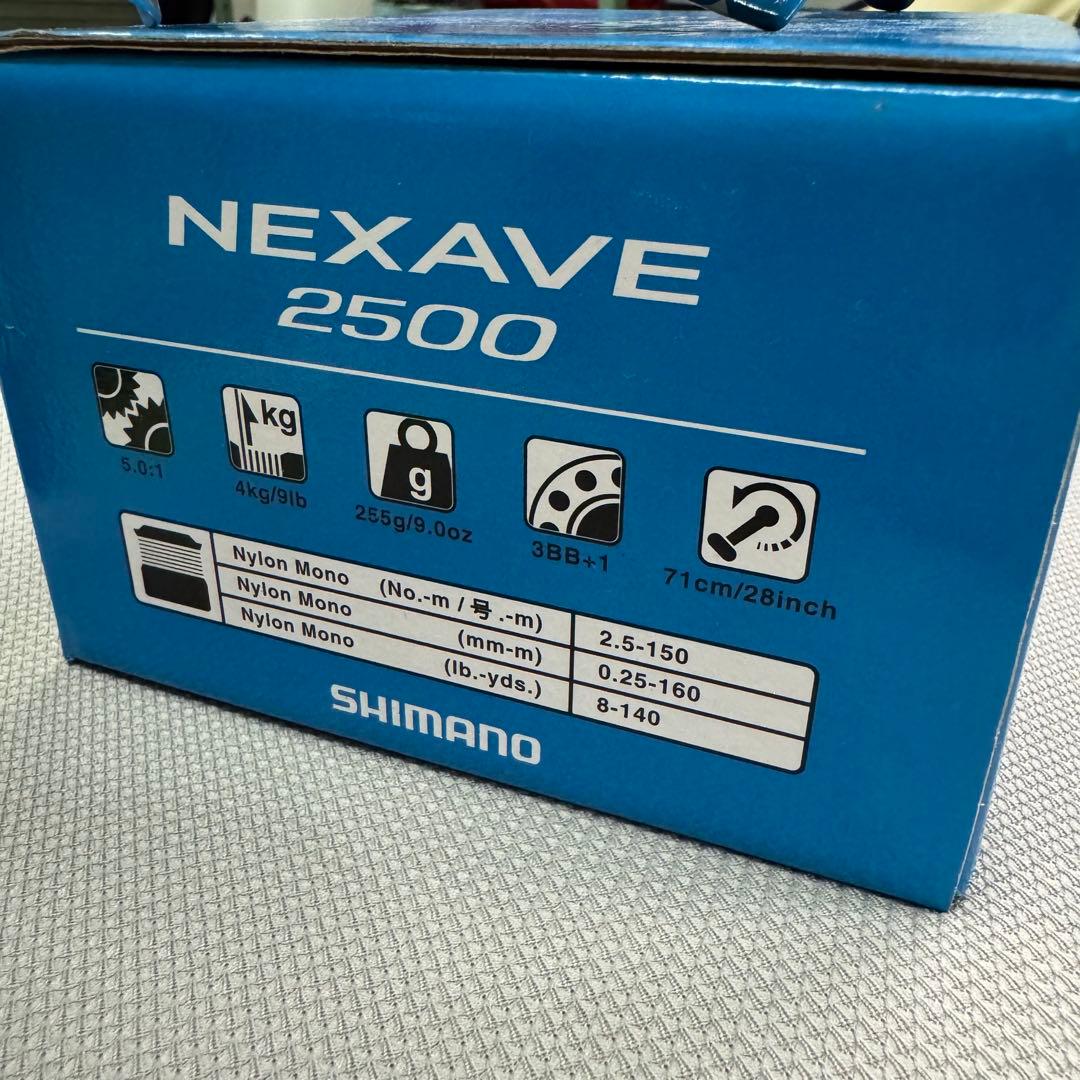 NEXAVE
2500
kg
g
5.0:1
4kg/9lb
255g/9.0oz
3BB+1
71cm/28inch
Nylon Mono (No.-m / 号.-m) 2.5-150
Nylon Mono (mm-m) 0.25-160
Nylon Mono (lb.-yds.) 8-140
SHIMANO